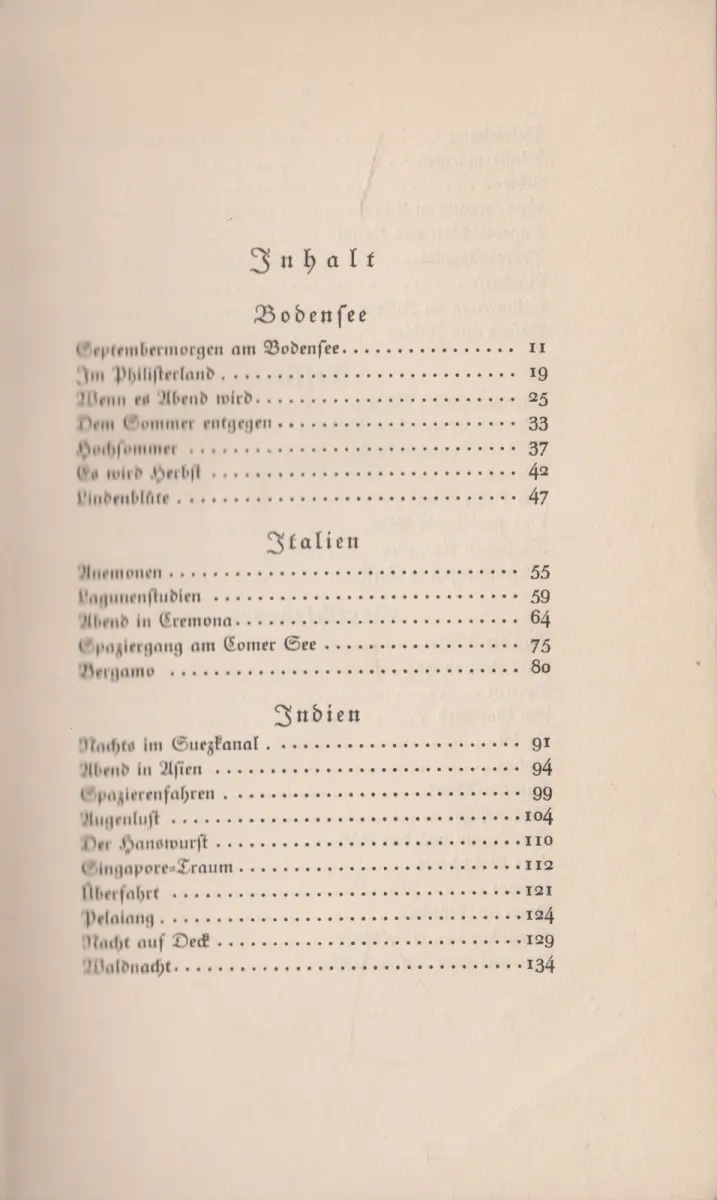 Inhalt
Bodensee
Septembermorgen am Bodensee. . . . . . . . . . . . . . . . 11
Im Philisterland . . . . . . . . . . . . . . . . . . . . . . . . . . . 19
Wenn es Abend wird. . . . . . . . . . . . . . . . . . . . . . . . 25
Dem Sommer entgegen . . . . . . . . . . . . . . . . . . . . . . 33
Hochsommer . . . . . . . . . . . . . . . . . . . . . . . . . . . . . . 37
Es wird Herbst . . . . . . . . . . . . . . . . . . . . . . . . . . . . 42
Lindenblüte . . . . . . . . . . . . . . . . . . . . . . . . . . . . . . . 47
Italien
Anemonen . . . . . . . . . . . . . . . . . . . . . . . . . . . . . . . . 55
Lagunenstudien . . . . . . . . . . . . . . . . . . . . . . . . . . . . 59
Abend in Cremona. . . . . . . . . . . . . . . . . . . . . . . . . . 64
Spaziergang am Comer See . . . . . . . . . . . . . . . . . . 75
Bergamo . . . . . . . . . . . . . . . . . . . . . . . . . . . . . . . . 80
Indien
Nachts im Suezkanal . . . . . . . . . . . . . . . . . . . . . . . 91
Abend in Asien . . . . . . . . . . . . . . . . . . . . . . . . . . . . 94
Spazierenfahren . . . . . . . . . . . . . . . . . . . . . . . . . . . 99
Augenlust . . . . . . . . . . . . . . . . . . . . . . . . . . . . . . . . 104
Der Hanswurst . . . . . . . . . . . . . . . . . . . . . . . . . . . . 110
Singapore-Traum . . . . . . . . . . . . . . . . . . . . . . . . . . 112
Überfahrt . . . . . . . . . . . . . . . . . . . . . . . . . . . . . . . . 121
Pelaiang . . . . . . . . . . . . . . . . . . . . . . . . . . . . . . . . . 124
Nacht auf Deck . . . . . . . . . . . . . . . . . . . . . . . . . . . . 129
Waldnacht. . . . . . . . . . . . . . . . . . . . . . . . . . . . . . . . 134